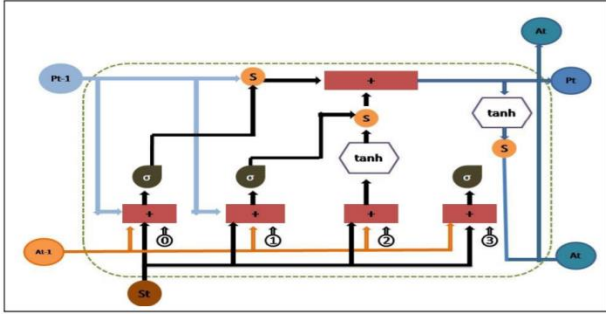 At
Pt-1
S
+
Pt
tanh
S
S
tanh
σ
σ
σ
+
+
+
+
⇧⓪
⇧①
⇧②
⇧③
At-1
At
St